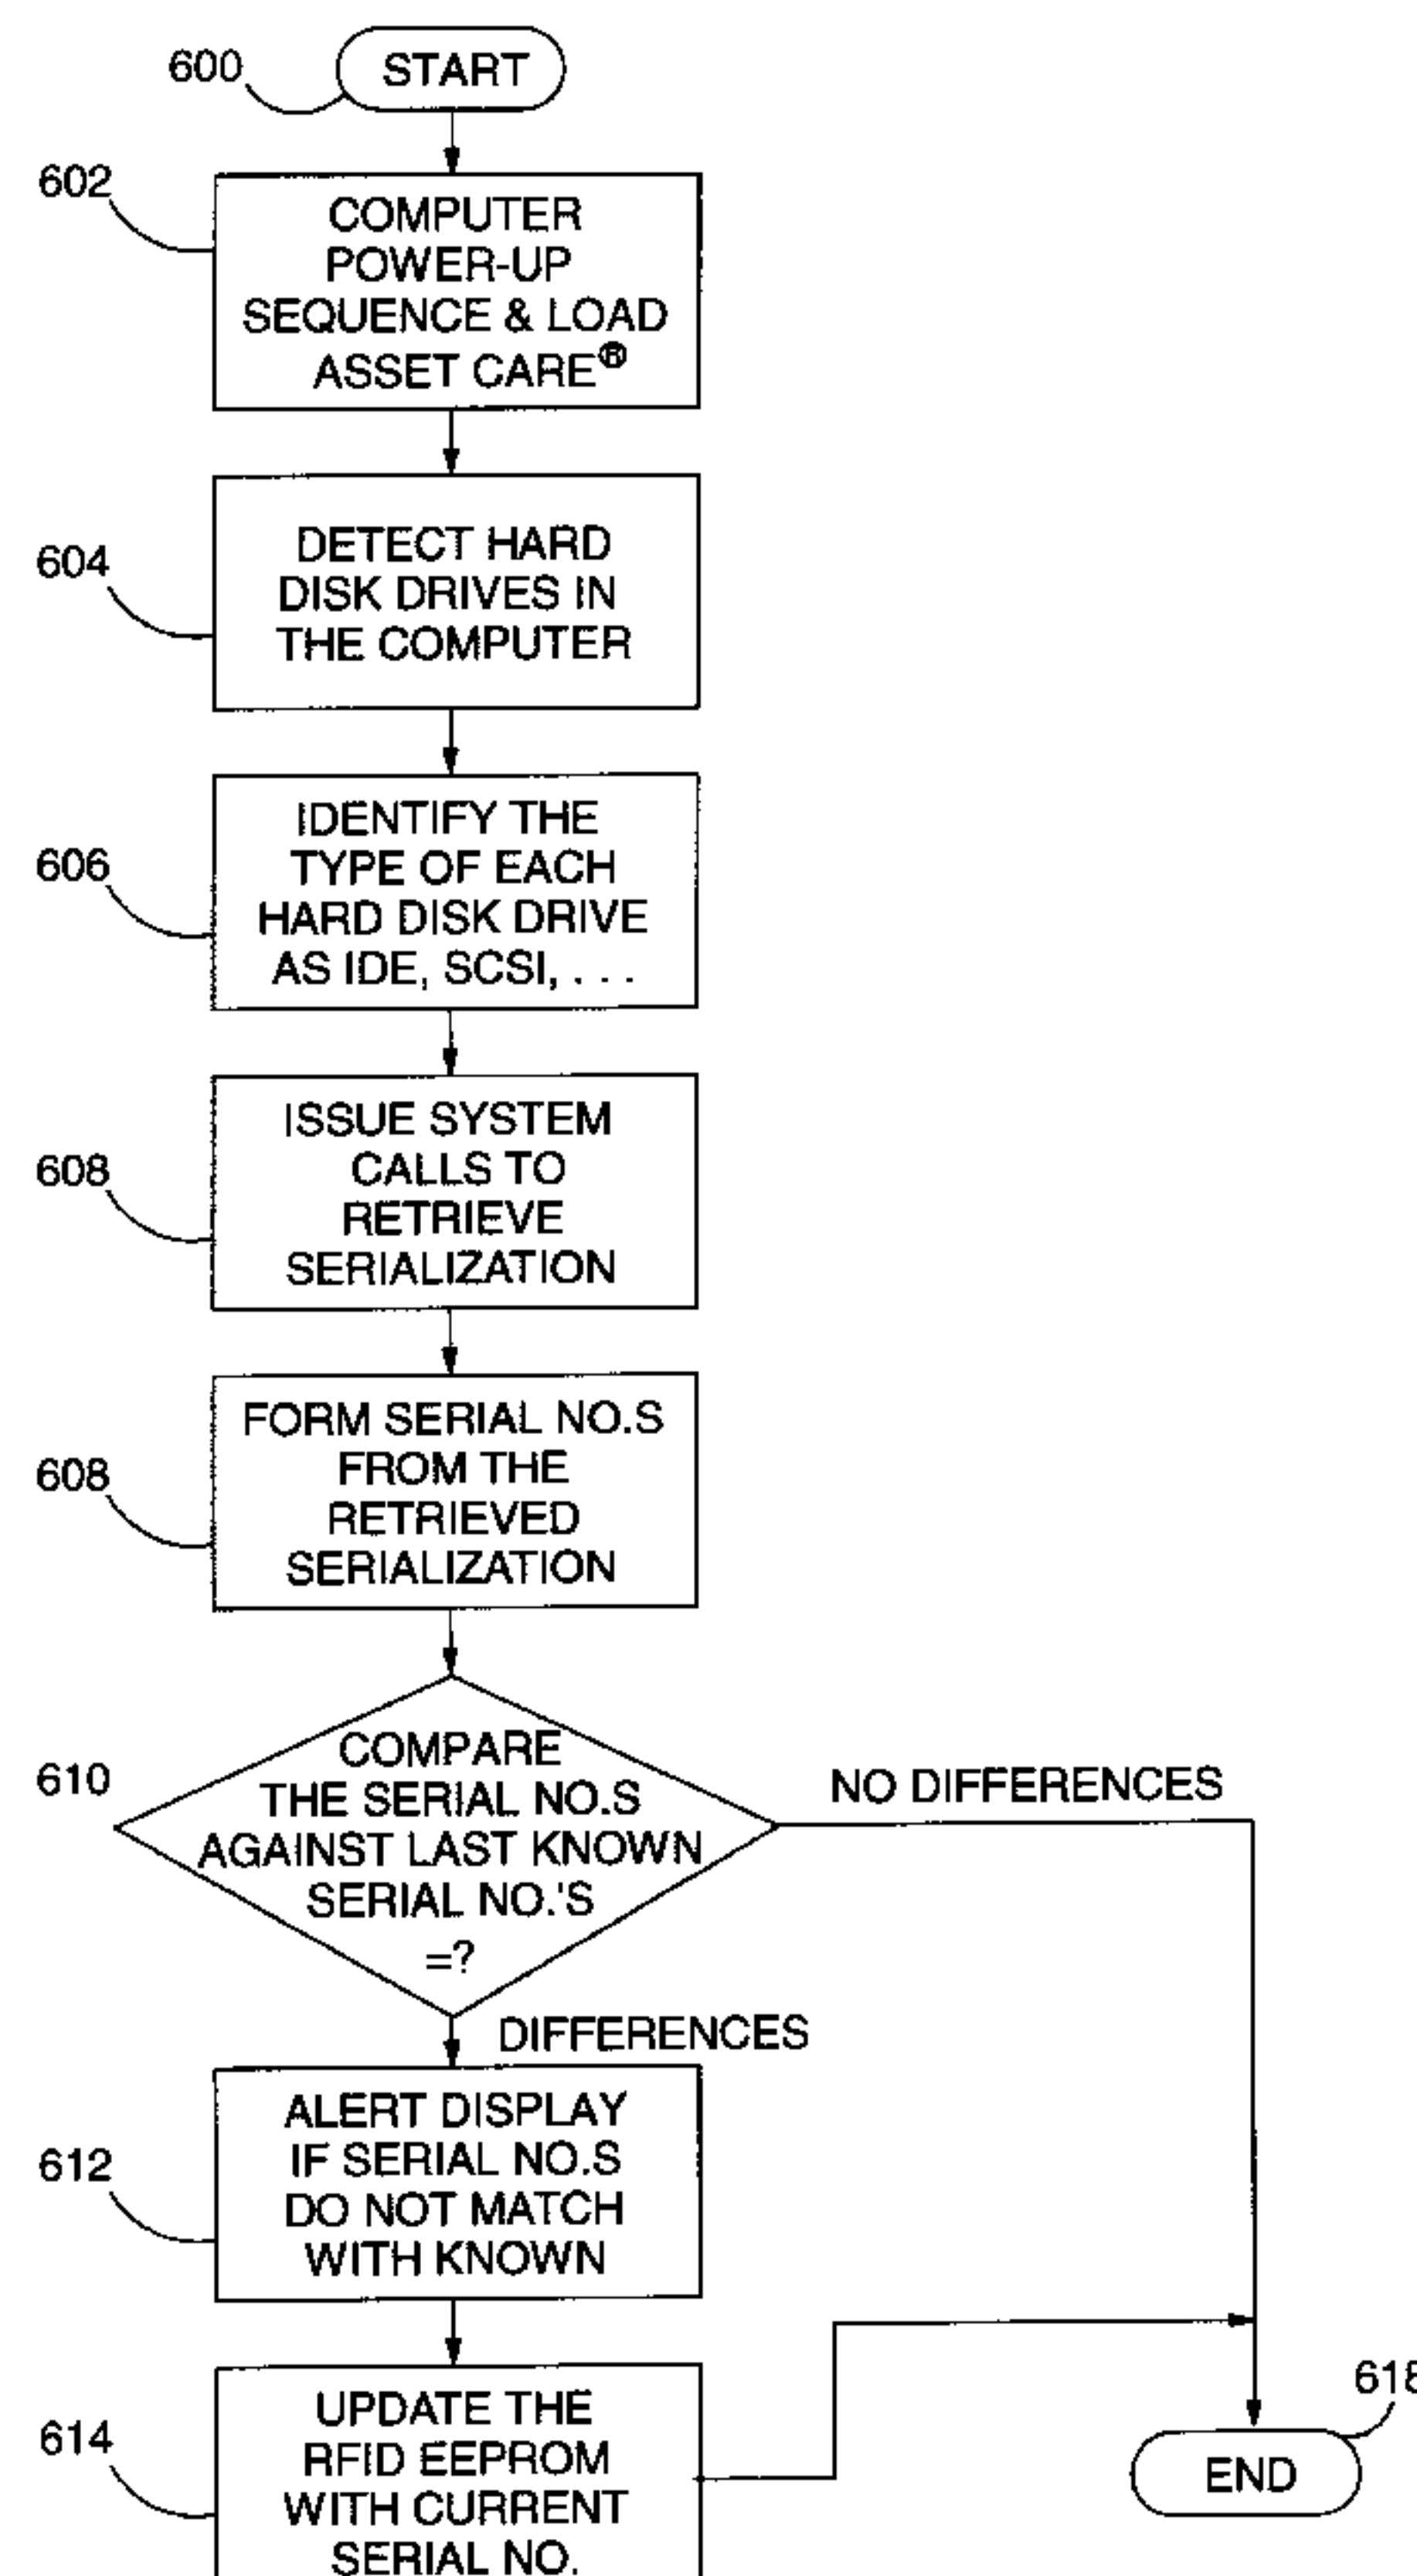 600
START
602
COMPUTER
POWER-UP
SEQUENCE & LOAD
ASSET CARE®
604
DETECT HARD
DISK DRIVES IN
THE COMPUTER
606
IDENTIFY THE
TYPE OF EACH
HARD DISK DRIVE
AS IDE, SCSI, . . .
608
ISSUE SYSTEM
CALLS TO
RETRIEVE
SERIALIZATION
608
FORM SERIAL NO.S
FROM THE
RETRIEVED
SERIALIZATION
610
COMPARE
THE SERIAL NO.S
AGAINST LAST KNOWN
SERIAL NO.'S
=?
NO DIFFERENCES
DIFFERENCES
612
ALERT DISPLAY
IF SERIAL NO.S
DO NOT MATCH
WITH KNOWN
614
UPDATE THE
RFID EEPROM
WITH CURRENT
SERIAL NO.
618
END